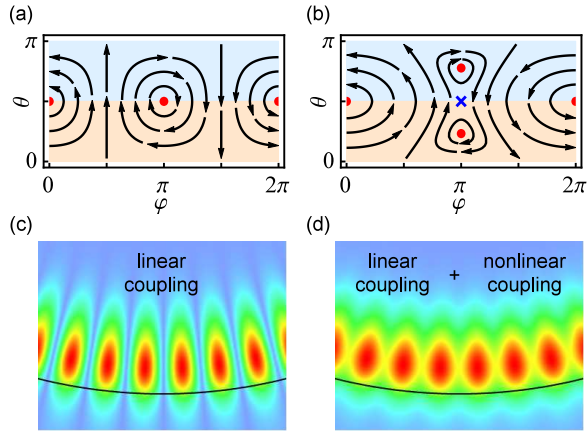 (a)
(b)
π
θ
0
0
π
2π
φ
π
θ
0
0
π
2π
φ
(c)
(d)
linear
coupling
linear + nonlinear
coupling coupling